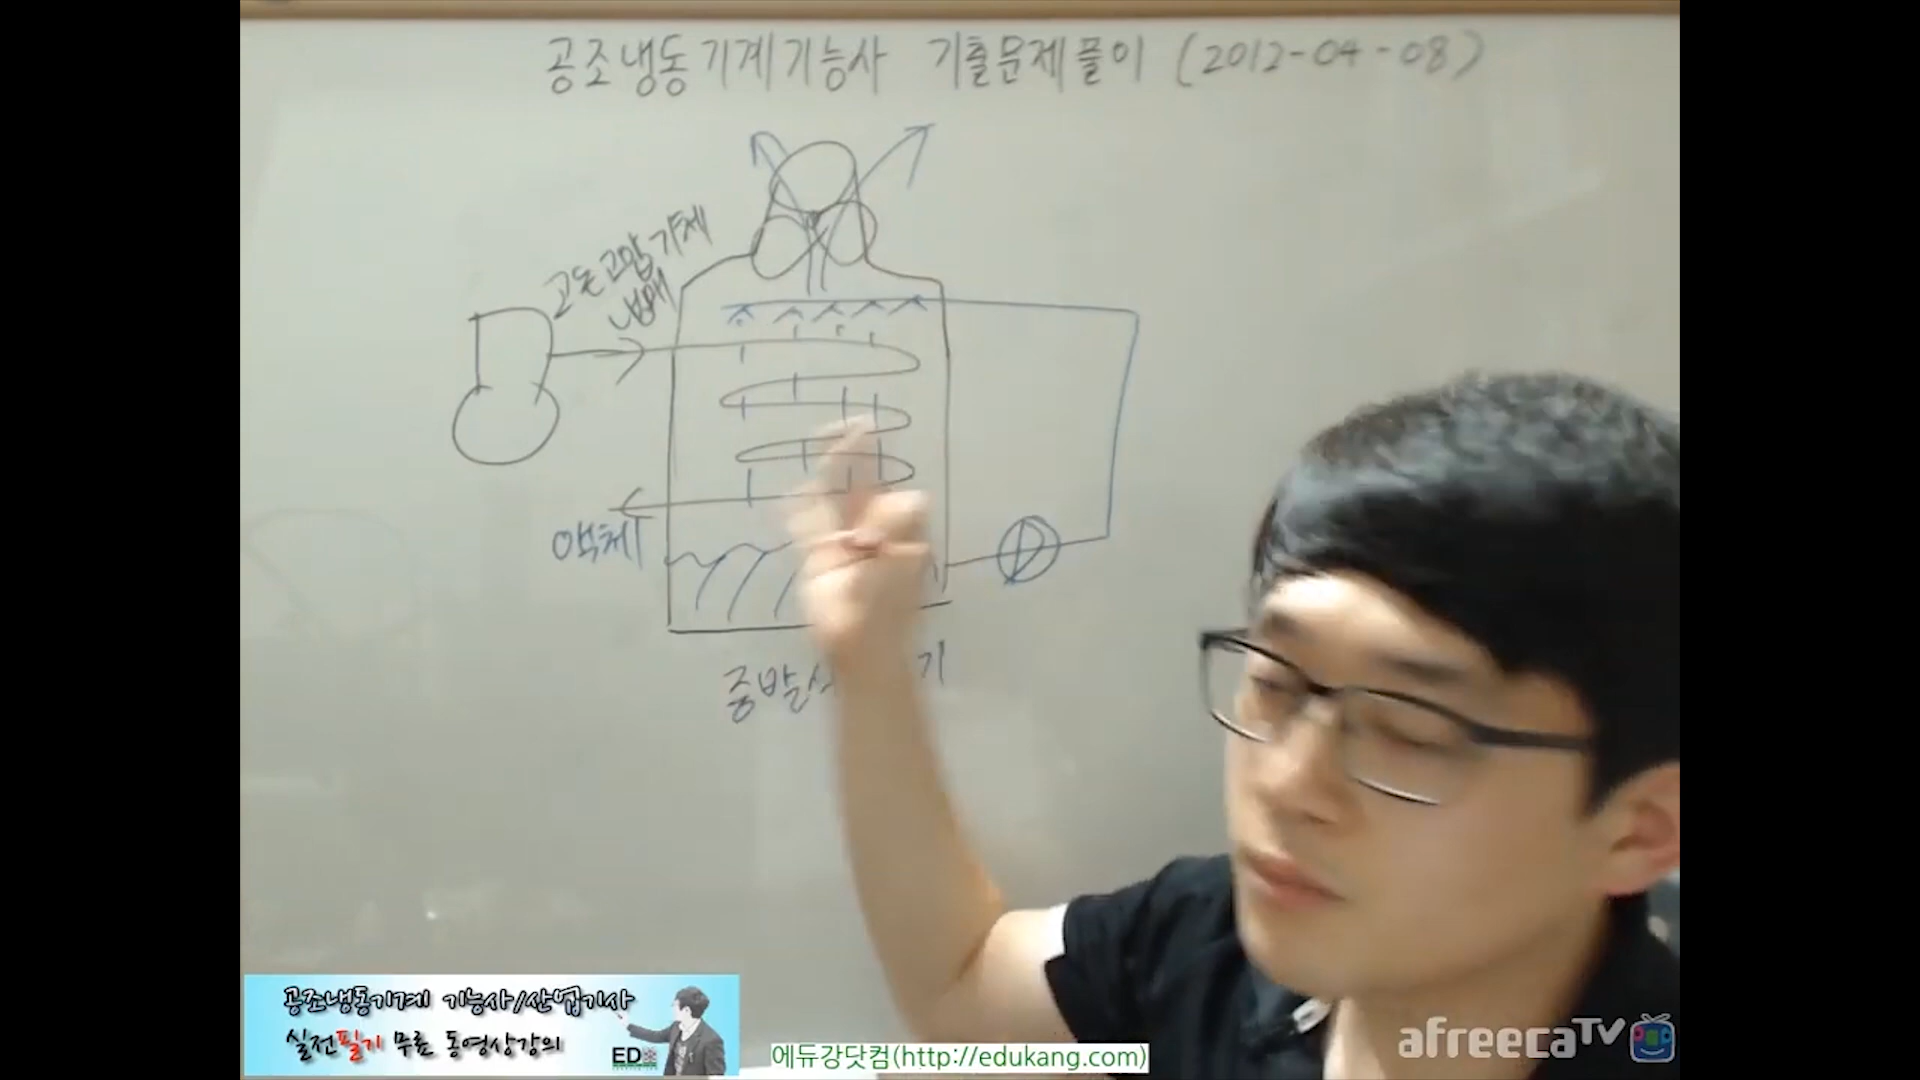 공조냉동기계기능사 기출문제풀이 (2012-04-08)
고온고압기체
냉매
액체
증발식
기
공조냉동기계 기능사/산업기사
실전필기 무료 동영상강의
ED
에듀강닷컴(http://edukang.com)
afreecaTV